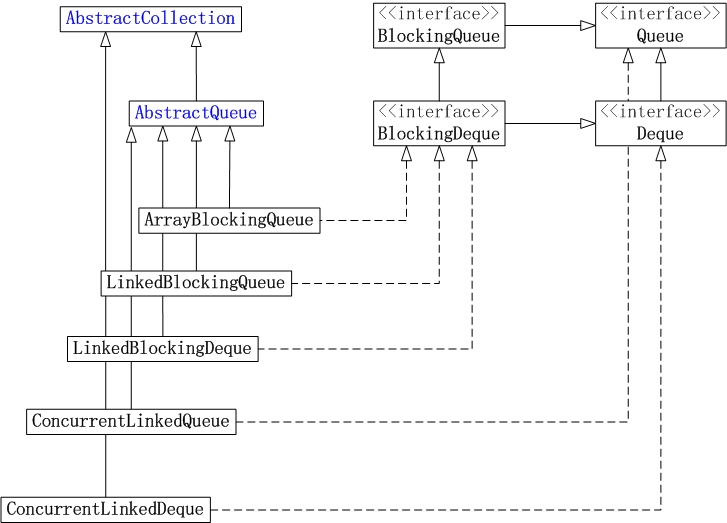 AbstractCollection
<<interface>>
BlockingQueue
<<interface>>
Queue
AbstractQueue
<<interface>>
BlockingDeque
<<interface>>
Deque
ArrayBlockingQueue
LinkedBlockingQueue
LinkedBlockingDeque
ConcurrentLinkedQueue
ConcurrentLinkedDeque